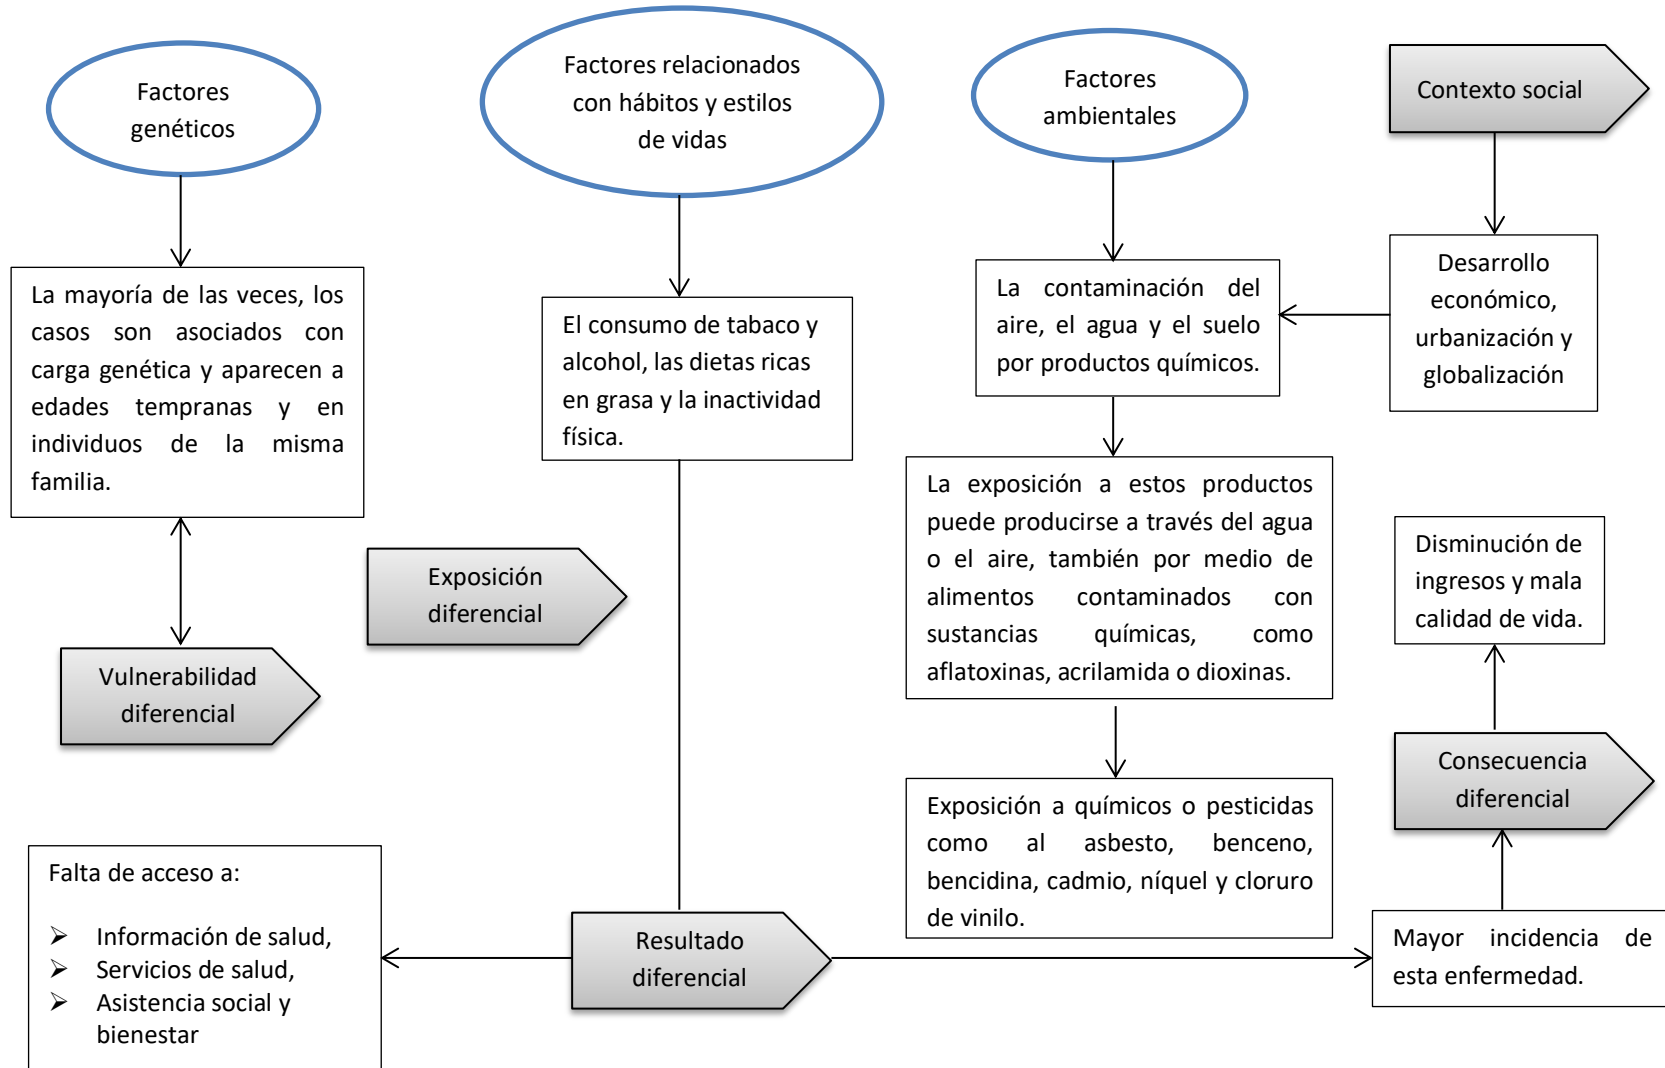 Factores
genéticos
Factores relacionados
con hábitos y estilos
de vidas
Factores
ambientales
Contexto social
La mayoría de las veces, los
casos son asociados con
carga genética y aparecen a
edades tempranas y en
individuos de la misma
familia.
El consumo de tabaco y
alcohol, las dietas ricas
en grasa y la inactividad
física.
La contaminación del
aire, el agua y el suelo
por productos químicos.
Desarrollo
económico,
urbanización y
globalización
La exposición a estos productos
puede producirse a través del agua
o el aire, también por medio de
alimentos contaminados con
sustancias químicas, como
aflatoxinas, acrilamida o dioxinas.
Disminución de
ingresos y mala
calidad de vida.
Exposición
diferencial
Vulnerabilidad
diferencial
Consecuencia
diferencial
Exposición a químicos o pesticidas
como al asbesto, benceno,
bencidina, cadmio, níquel y cloruro
de vinilo.
Falta de acceso a:
➢ Información de salud,
➢ Servicios de salud,
➢ Asistencia social y
bienestar
Resultado
diferencial
Mayor incidencia de
esta enfermedad.